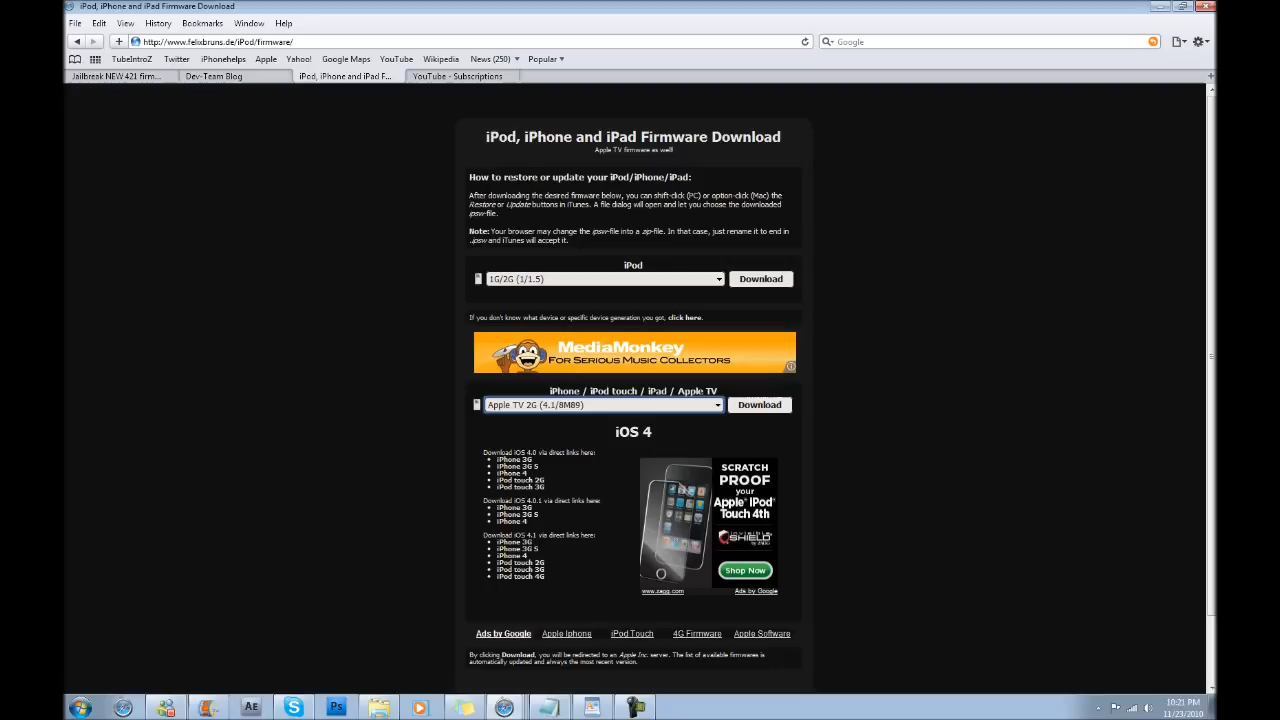 iPod, iPhone and iPad Firmware Download
File Edit View History Bookmarks Window Help
http://www.felixbruns.de/iPod/firmware/
Google
TubeIntroZ Twitter iPhonehelps Apple Yahoo! Google Maps YouTube Wikipedia News (250) Popular
Jailbreak NEW 421 firm... Dev-Team Blog iPod, iPhone and iPad F... YouTube - Subscriptions
iPod, iPhone and iPad Firmware Download
Apple TV firmware as well!
How to restore or update your iPod/iPhone/iPad:
After downloading the desired firmware below, you can shift-click (PC) or option-click (Mac) the
Restore or Update buttons in iTunes. A file dialog will open and let you choose the downloaded
ipsw-file.
Note: Your browser may change the ipsw-file into a zip-file. In that case, just rename it to end in
.ipsw and iTunes will accept it.
iPod
1G/2G (1/1.5) Download
If you don't know what device or specific device generation you got, click here.
MediaMonkey
FOR SERIOUS MUSIC COLLECTORS
iPhone / iPod touch / iPad / Apple TV
Apple TV 2G (4.1/8M89) Download
iOS 4
Download iOS 4.0 via direct links here:
iPhone 3G
iPhone 3G S
iPhone 4
iPod touch 2G
iPod touch 3G
Download iOS 4.0.1 via direct links here:
iPhone 3G
iPhone 3G S
iPhone 4
Download iOS 4.1 via direct links here:
iPhone 3G
iPhone 3G S
iPhone 4
iPod touch 2G
iPod touch 3G
iPod touch 4G
SCRATCH
PROOF
your
Apple® iPod®
Touch 4th
invisible
SHIELD
by ZAGG
Shop Now
www.zagg.com Ads by Google
Ads by Google Apple Iphone iPod Touch 4G Firmware Apple Software
By clicking Download, you will be redirected to an Apple Inc. server. The list of available firmwares is
automatically updated and always the most recent version.
Ae Ps
10:21 PM
11/23/2010